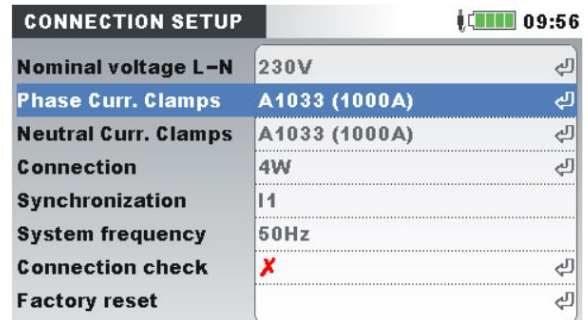 CONNECTION SETUP 09:56
Nominal voltage L-N 230V
Phase Curr. Clamps A1033 (1000A)
Neutral Curr. Clamps A1033 (1000A)
Connection 4W
Synchronization I1
System frequency 50Hz
Connection check ✗
Factory reset